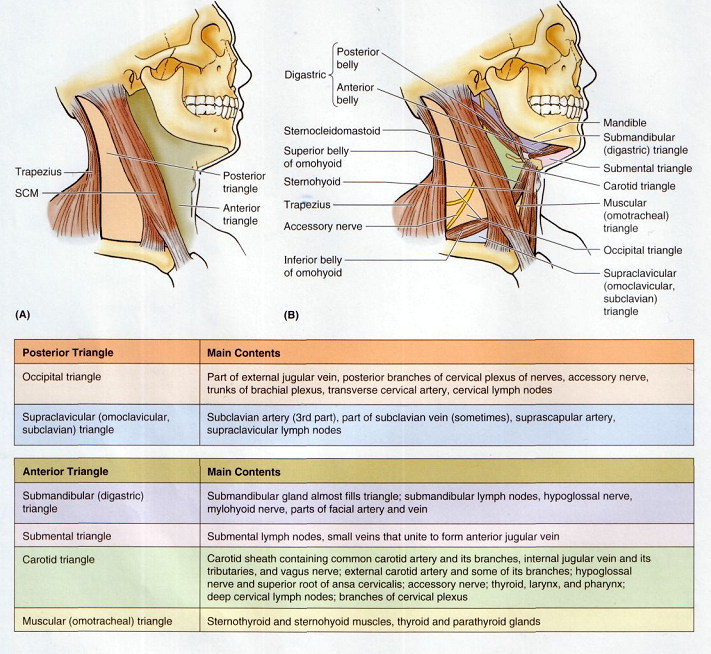 Trapezius
SCM
Posterior
triangle
Anterior
triangle
(A)
Digastric
Posterior
belly
Anterior
belly
Sternocleidomastoid
Superior belly
of omohyoid
Sternohyoid
Trapezius
Accessory nerve
Inferior belly
of omohyoid
Mandible
Submandibular
(digastric) triangle
Submental triangle
Carotid triangle
Muscular
(omotracheal)
triangle
Occipital triangle
Supraclavicular
(omoclavicular,
subclavian)
triangle
(B)
Posterior Triangle
Main Contents
Occipital triangle
Part of external jugular vein, posterior branches of cervical plexus of nerves, accessory nerve,
trunks of brachial plexus, transverse cervical artery, cervical lymph nodes
Supraclavicular (omoclavicular,
subclavian) triangle
Subclavian artery (3rd part), part of subclavian vein (sometimes), suprascapular artery,
supraclavicular lymph nodes
Anterior Triangle
Main Contents
Submandibular (digastric)
triangle
Submandibular gland almost fills triangle; submandibular lymph nodes, hypoglossal nerve,
mylohyoid nerve, parts of facial artery and vein
Submental triangle
Submental lymph nodes, small veins that unite to form anterior jugular vein
Carotid triangle
Carotid sheath containing common carotid artery and its branches, internal jugular vein and its
tributaries, and vagus nerve; external carotid artery and some of its branches; hypoglossal
nerve and superior root of ansa cervicalis; accessory nerve; thyroid, larynx, and pharynx;
deep cervical lymph nodes; branches of cervical plexus
Muscular (omotracheal) triangle
Sternothyroid and sternohyoid muscles, thyroid and parathyroid glands